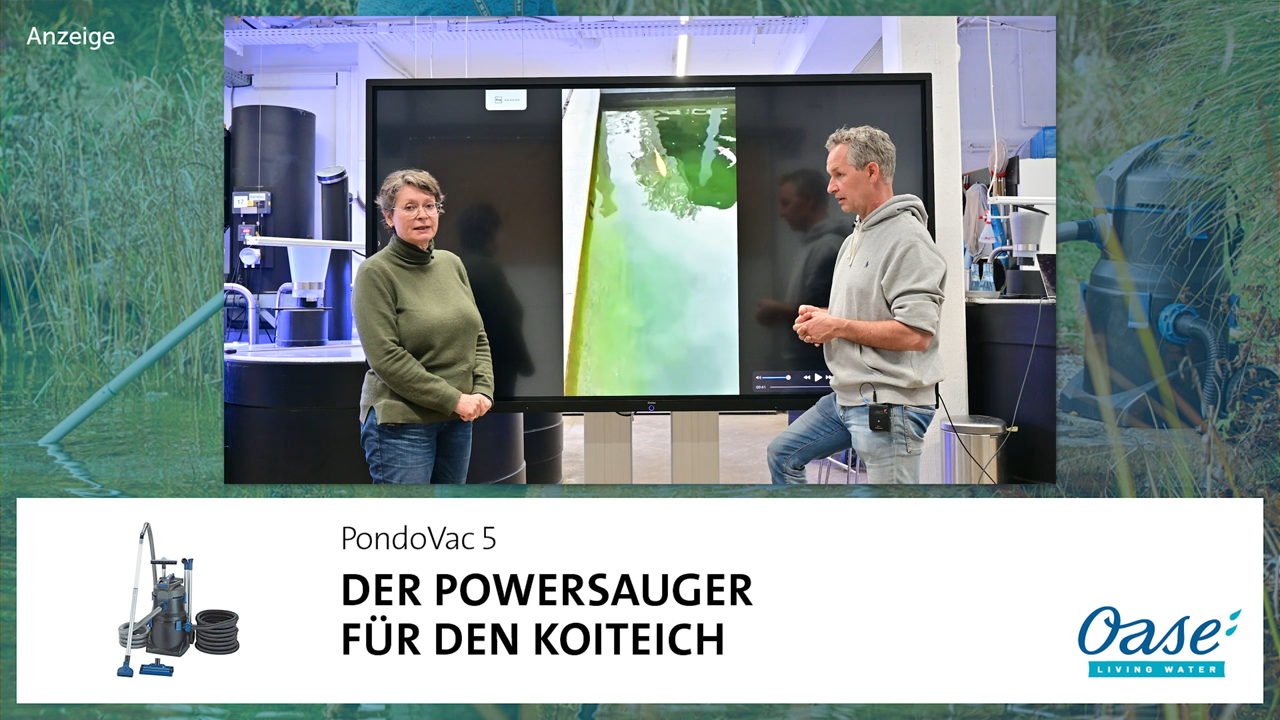 Anzeige
PondoVac 5
DER POWERSAUGER
FÜR DEN KOITEICH
Oase
LIVING WATER